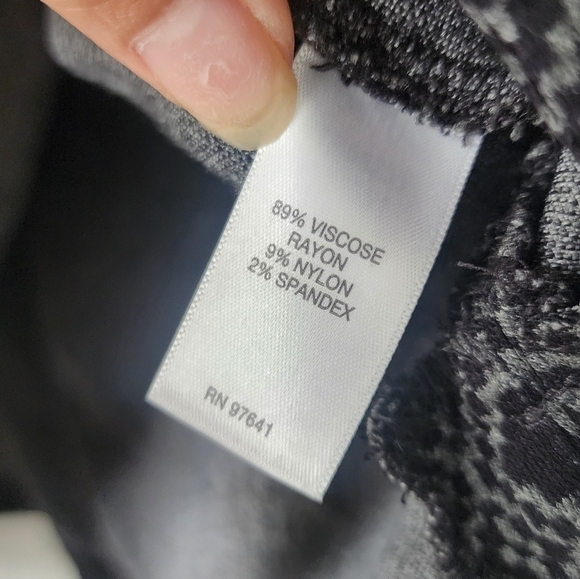 89% VISCOSE
RAYON
9% NYLON
2% SPANDEX
RN 97641